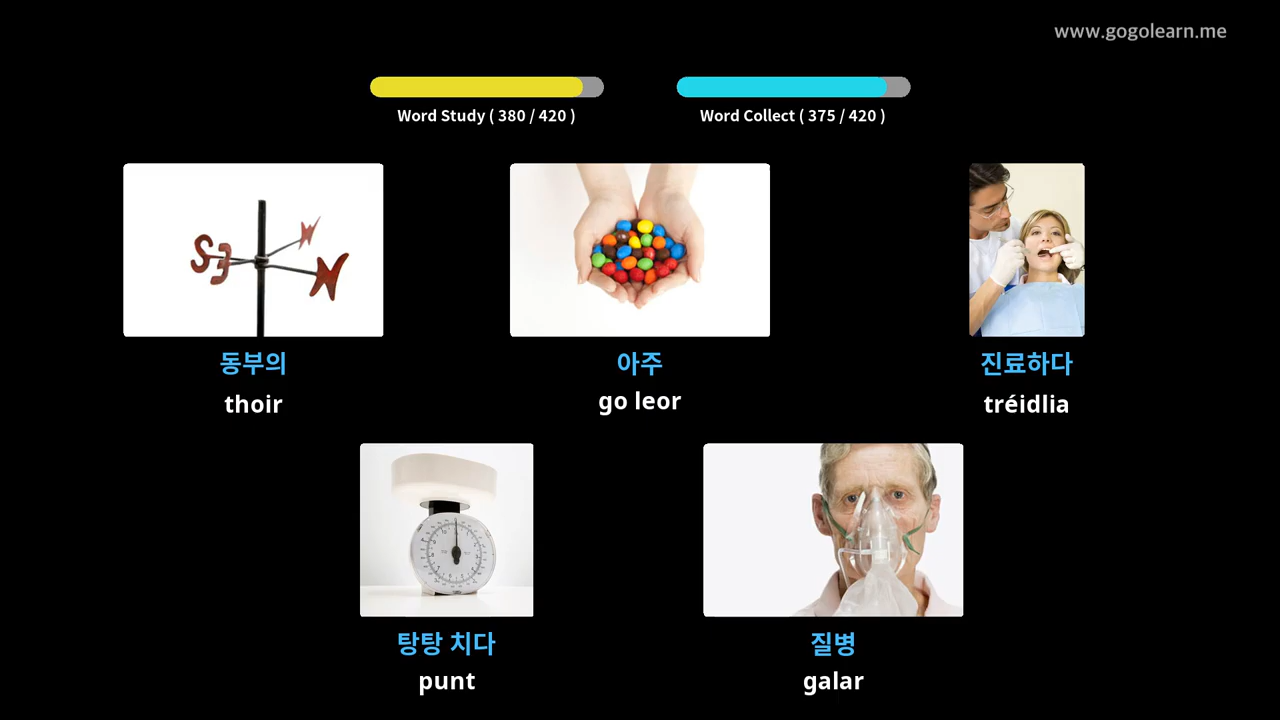 www.gogolearn.me
Word Study ( 380 / 420 )
Word Collect ( 375 / 420 )
S E N
동부의
아주
진료하다
thoir
go leor
tréidlia
탕탕 치다
질병
punt
galar